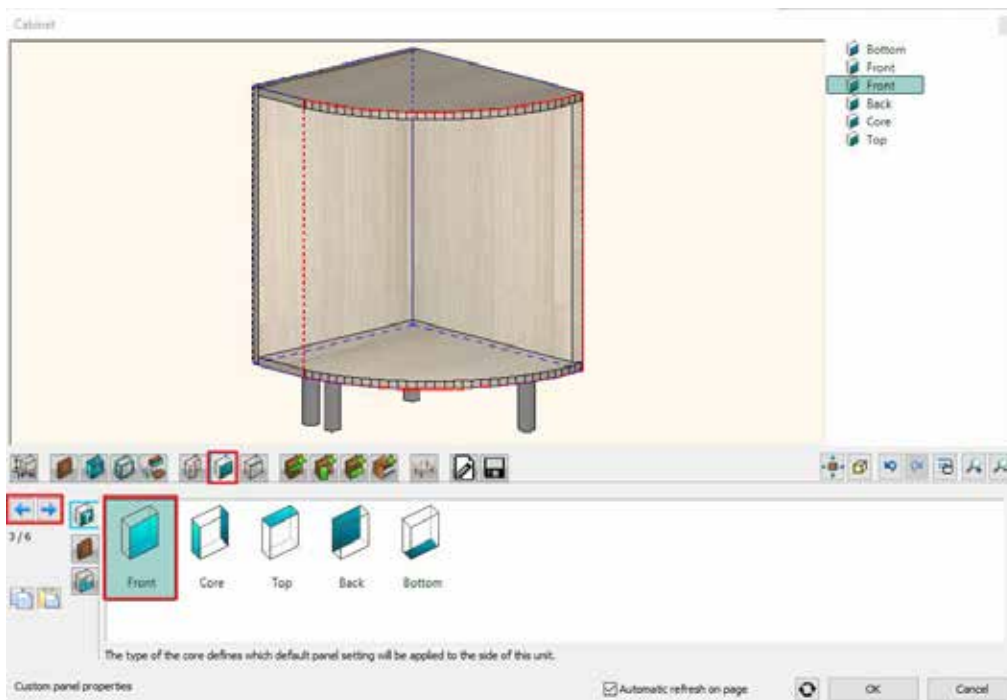 Cabinet
Bottom
Front
Front
Back
Core
Top
3/6
Front
Core
Top
Back
Bottom
The type of the core defines which default panel setting will be applied to the side of this unit.
Custom panel properties
Automatic refresh on page
OK
Cancel